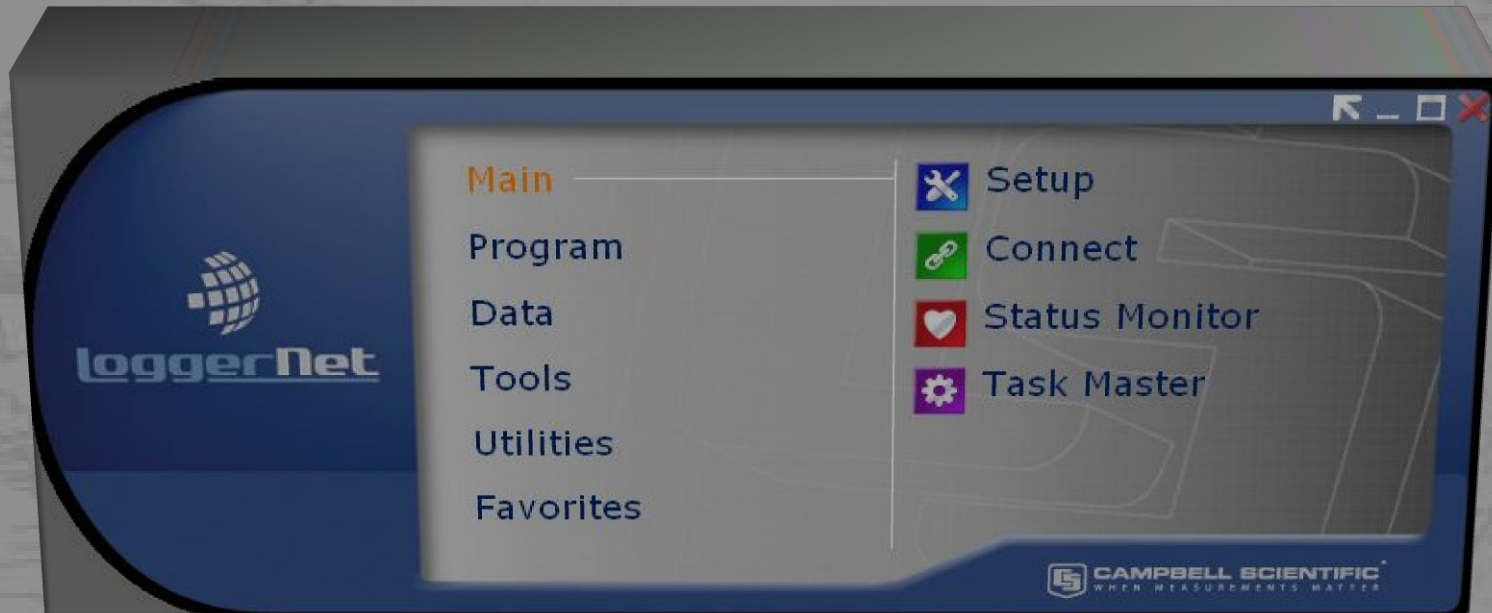 loggerNet
Main
Program
Data
Tools
Utilities
Favorites
Setup
Connect
Status Monitor
Task Master
CAMPBELL SCIENTIFIC
WHEN MEASUREMENTS MATTER